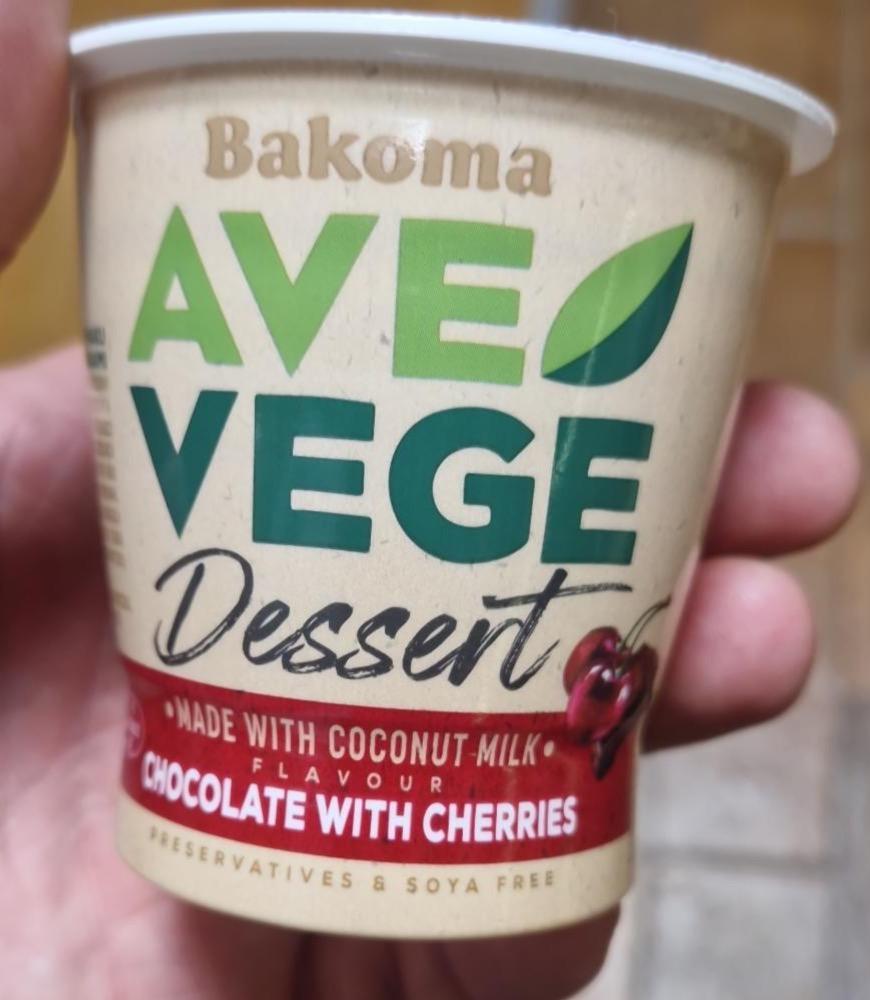 Bakoma
AVE
VEGE
Dessert
•MADE WITH COCONUT MILK•
FLAVOUR
CHOCOLATE WITH CHERRIES
PRESERVATIVES & SOYA FREE